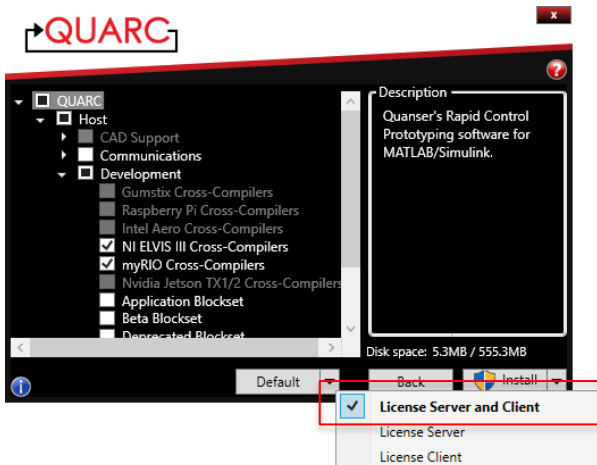 QUARC
x
?
QUARC
Host
CAD Support
Communications
Development
Gumstix Cross-Compilers
Raspberry Pi Cross-Compilers
Intel Aero Cross-Compilers
NI ELVIS III Cross-Compilers
myRIO Cross-Compilers
Nvidia Jetson TX1/2 Cross-Compilers
Application Blockset
Beta Blockset
Deprecated Blockset
Description
Quanser's Rapid Control
Prototyping software for
MATLAB/Simulink.
Disk space: 5.3MB / 555.3MB
i
Default
Back
Install
License Server and Client
License Server
License Client